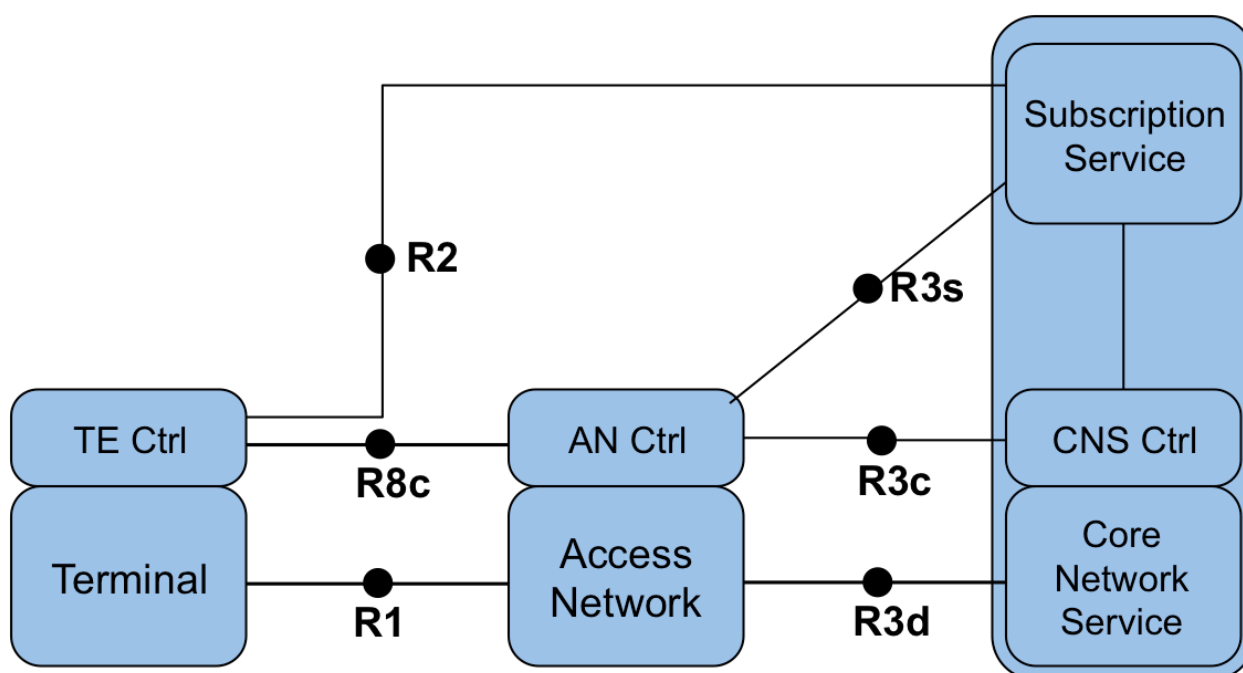 Subscription
Service
R2
R3s
TE Ctrl
AN Ctrl
CNS Ctrl
R8c
R3c
Terminal
Access
Network
Core
Network
Service
R1
R3d